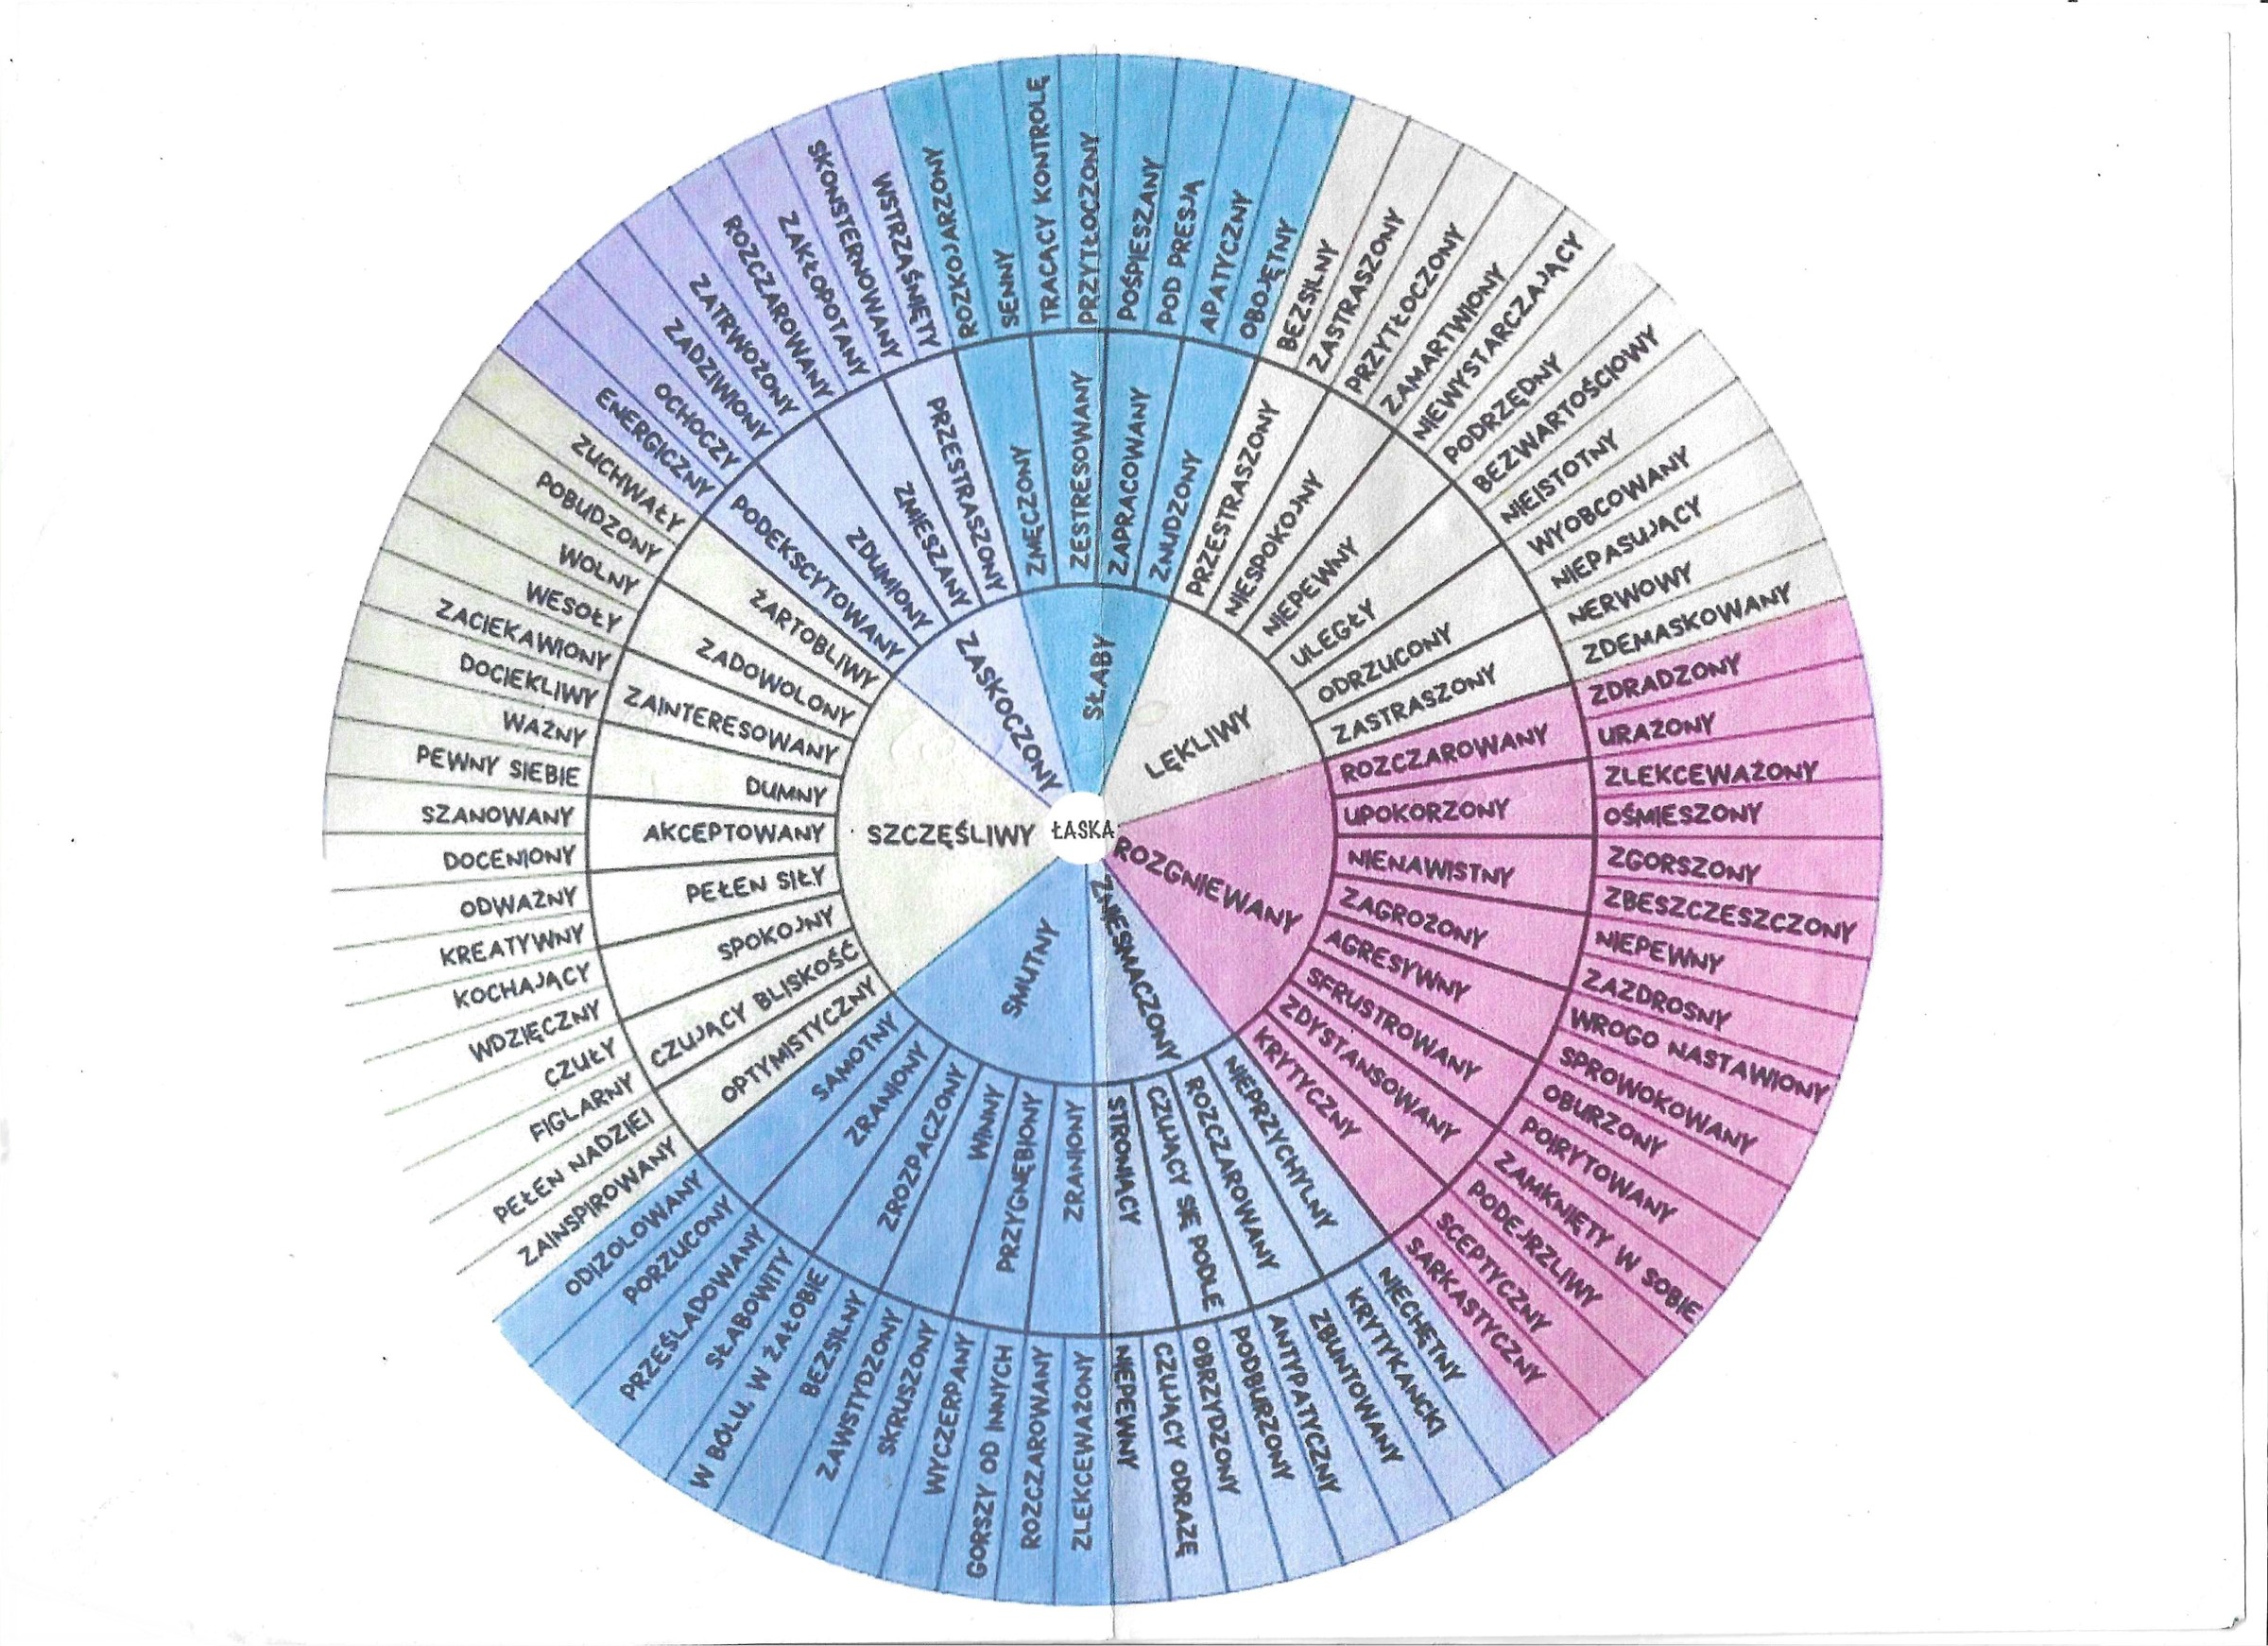 ŁASKA
SŁABY
LĘKLIWY
ROZGNIEWANY
ZNIESMACZONY
SMUTNY
SZCZĘŚLIWY
ZASKOCZONY
ZMĘCZONY
ZESTRESOWANY
ZAPRACOWANY
ZNUDZONY
PRZESTRASZONY
NIESPOKOJNY
NIEPEWNY
ULEGŁY
ODRZUCONY
ZASTRASZONY
ROZCZAROWANY
UPOKORZONY
NIENAWISTNY
ZAGROŻONY
AGRESYWNY
SFRUSTROWANY
ZDYSTANSOWANY
KRYTYCZNY
NIEPRZYCHYLNY
ROZCZAROWANY
CZUJĄCY SIĘ PODLE
STRONIĄCY
ZRANIONY
PRZYGNĘBIONY
WINNY
ZROZPACZONY
ZRANIONY
SAMOTNY
OPTYMISTYCZNY
CZUJĄCY BLISKOŚĆ
SPOKOJNY
PEŁEN SIŁY
AKCEPTOWANY
DUMNY
ZAINTERESOWANY
ZADOWOLONY
ŻARTOBLIWY
PODEKSCYTOWANY
ZDUMIONY
ZMIESZANY
PRZESTRASZONY
ROZKOJARZONY
SENNY
TRACĄCY KONTROLĘ
PRZYTŁOCZONY
POŚPIESZANY
POD PRESJĄ
APATYCZNY
OBOJĘTNY
BEZSILNY
ZASTRASZONY
PRZYTŁOCZONY
ZAMARTWIONY
NIEWYSTARCZAJĄCY
PODRZĘDNY
BEZWARTOŚCIOWY
NIEISTOTNY
WYOBCOWANY
NIEPASUJĄCY
NERWOWY
ZDEMASKOWANY
ZDRADZONY
URAŻONY
ZLEKCEWAŻONY
OŚMIESZONY
ZGORSZONY
ZBESZCZESZCZONY
NIEPEWNY
ZAZDROSNY
WROGO NASTAWIONY
SPROWOKOWANY
OBURZONY
POIRYTOWANY
ZAMKNIĘTY W SOBIE
PODEJRZLIWY
SCEPTYCZNY
SARKASTYCZNY
NIECHĘTNY
KRYTYKANCKI
ZBUNTOWANY
ANTYPATYCZNY
PODBURZONY
OBRZYDZONY
CZUJĄCY ODRAZĘ
NIEPEWNY
ZLEKCEWAŻONY
ROZCZAROWANY
GORSZY OD INNYCH
WYCZERPANY
SKRUSZONY
ZAWSTYDZONY
BEZSILNY
W BÓLU, W ŻAŁOBIE
SŁABOWITY
PRZEŚLADOWANY
PORZUCONY
ODIZOLOWANY
ZAINSPIROWANY
PEŁEN NADZIEI
FIGLARNY
CZUŁY
WDZIĘCZNY
KOCHAJĄCY
KREATYWNY
ODWAŻNY
DOCENIONY
SZANOWANY
PEWNY SIEBIE
WAŻNY
DOCIEKLIWY
ZACIEKAWIONY
WESOŁY
WOLNY
POBUDZONY
ZUCHWAŁY
ENERGICZNY
OCHOCZY
ZADZIWIONY
ZATRWOŻONY
ROZCZAROWANY
ZAKŁOPOTANY
SKONSTERNOWANY
WSTRZĄŚNIĘTY